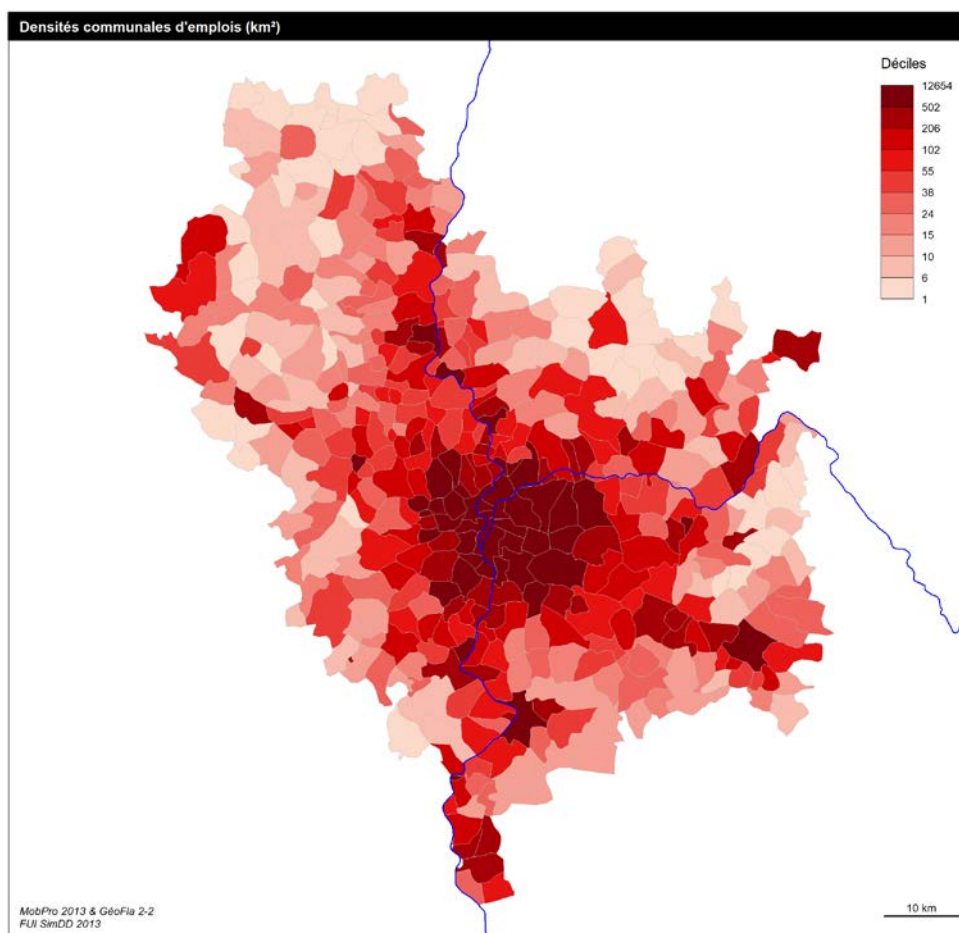 Densités communales d'emplois (km²)
Déciles
12654
502
206
102
55
38
24
15
10
6
1
MobPro 2013 & GéoFla 2-2
FUI SimDD 2013
10 km